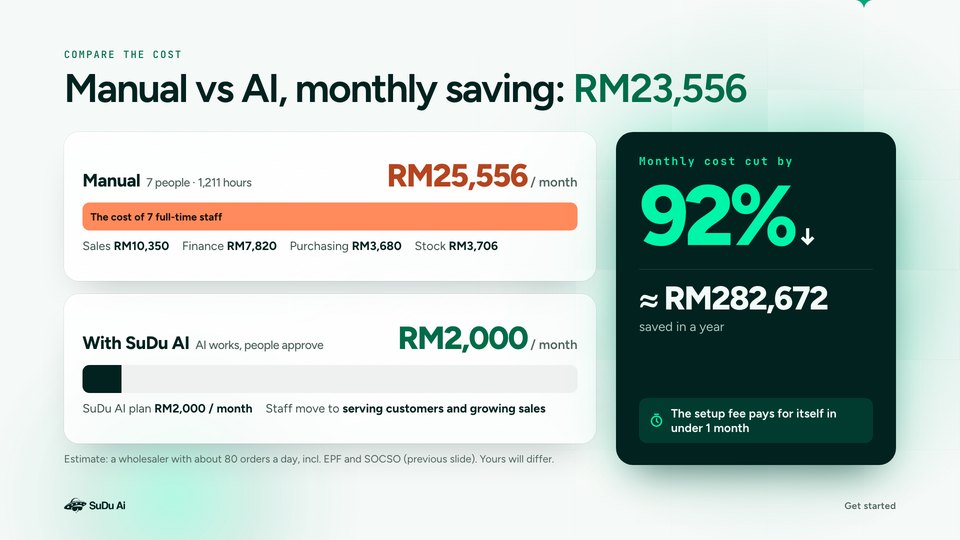 COMPARE THE COST
Manual vs AI, monthly saving: RM23,556
Manual 7 people · 1,211 hours RM25,556 / month
The cost of 7 full-time staff
Sales RM10,350 Finance RM7,820 Purchasing RM3,680 Stock RM3,706
With SuDu AI AI works, people approve RM2,000 / month
SuDu AI plan RM2,000 / month Staff move to serving customers and growing sales
Estimate: a wholesaler with about 80 orders a day, incl. EPF and SOCSO (previous slide). Yours will differ.
Monthly cost cut by
92%↓
≈ RM282,672
saved in a year
The setup fee pays for itself in
under 1 month
SuDu Ai
Get started